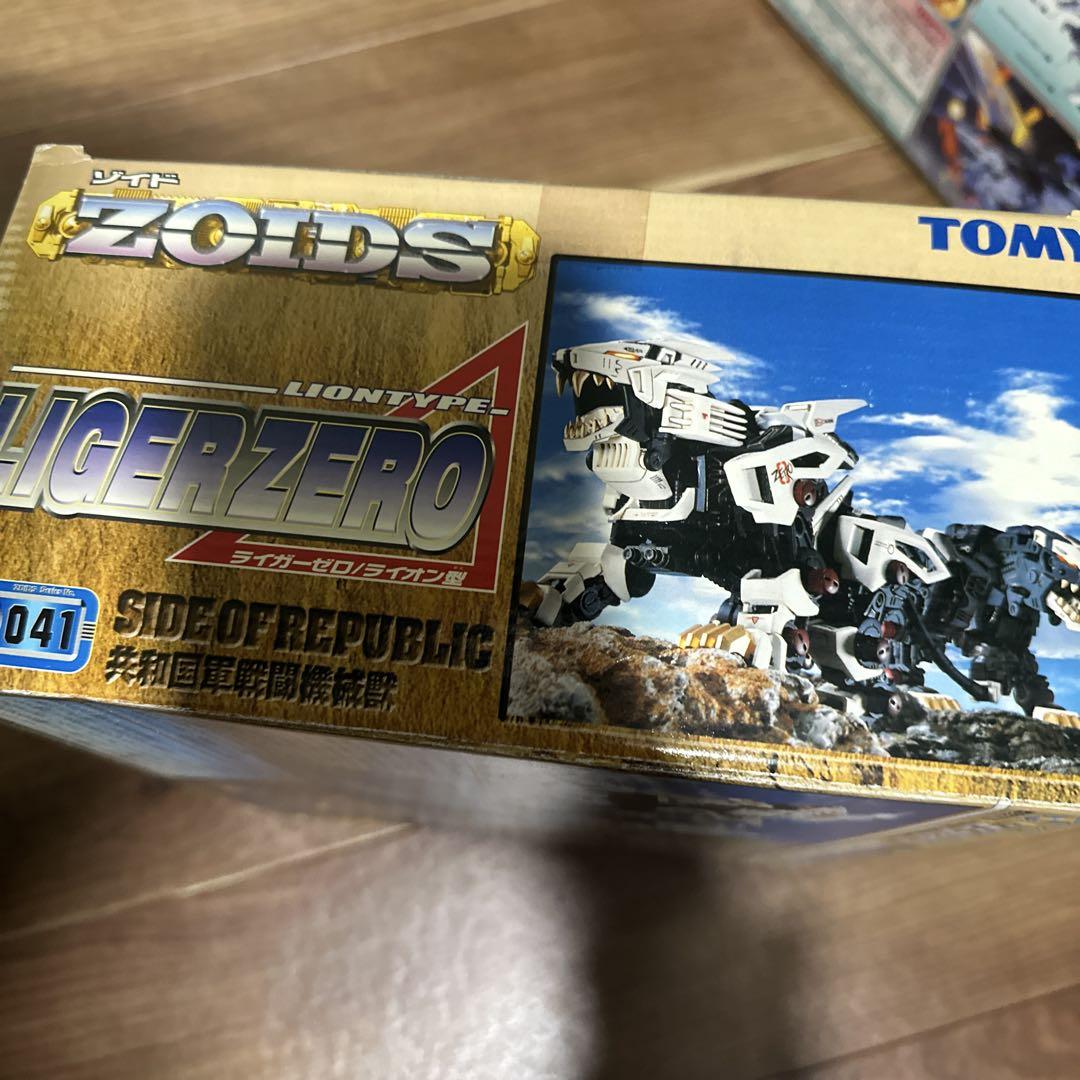 ゾイド
ZOIDS
TOMY
LIONTYPE
LIGERZERO
ライガーゼロ/ライオン型
041
SIDE OF REPUBLIC
共和国軍戦闘機械獣